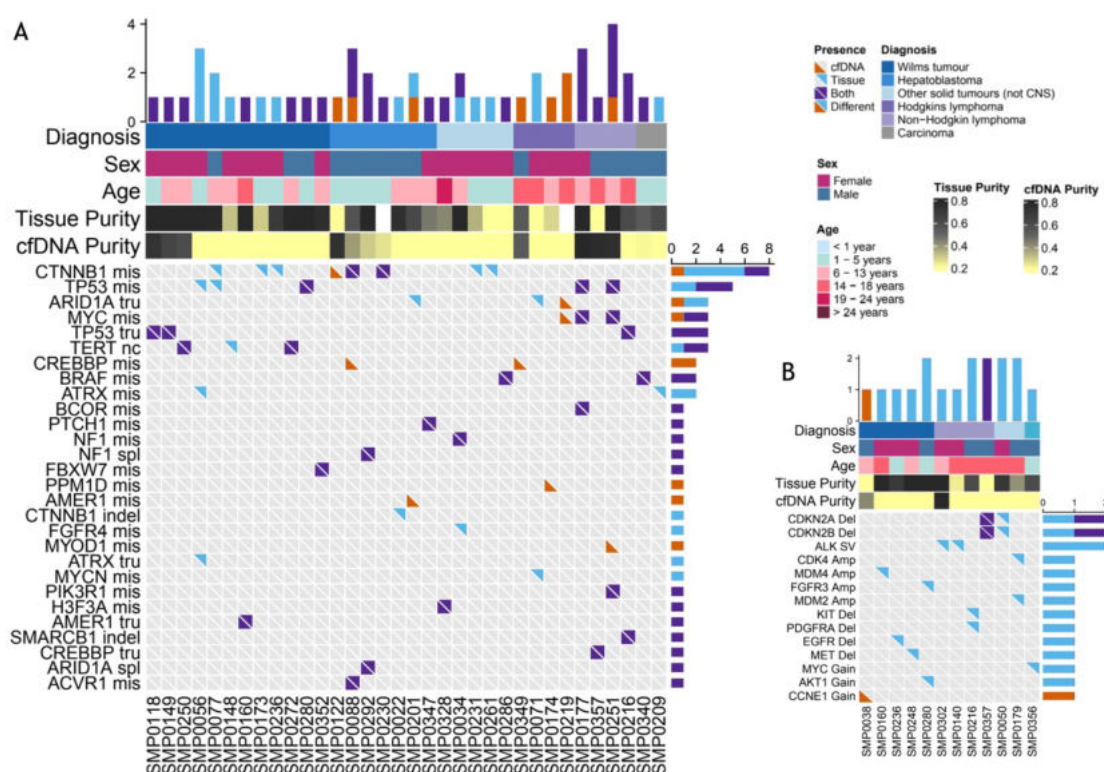 A
4
2
0
Diagnosis
Sex
Age
Tissue Purity
cfDNA Purity
0 2 4 6 8
CTNNB1 mis
TP53 mis
ARID1A tru
MYC mis
TP53 tru
TERT nc
CREBBP mis
BRAF mis
ATRX mis
BCOR mis
PTCH1 mis
NF1 mis
NF1 spl
FBXW7 mis
PPM1D mis
AMER1 mis
CTNNB1 indel
FGFR4 mis
MYOD1 mis
ATRX tru
MYCN mis
PIK3R1 mis
H3F3A mis
AMER1 tru
SMARCB1 indel
CREBBP tru
ARID1A spl
ACVR1 mis
SMP0118
SMP0149
SMP0250
SMP0056
SMP0077
SMP0148
SMP0160
SMP0173
SMP0236
SMP0272
SMP0280
SMP0352
SMP0122
SMP0088
SMP0292
SMP0230
SMP0022
SMP0201
SMP0347
SMP0328
SMP0034
SMP0231
SMP0261
SMP0286
SMP0349
SMP0071
SMP0174
SMP0219
SMP0177
SMP0357
SMP0251
SMP0216
SMP0340
SMP0209
Presence
cfDNA
Tissue
Both
Different
Diagnosis
Wilms tumour
Hepatoblastoma
Other solid tumours (not CNS)
Hodgkins lymphoma
Non-Hodgkin lymphoma
Carcinoma
Sex
Female
Male
Age
< 1 year
1 - 5 years
6 - 13 years
14 - 18 years
19 - 24 years
> 24 years
Tissue Purity
0.8
0.6
0.4
0.2
cfDNA Purity
0.8
0.6
0.4
0.2
B
2
1
0
Diagnosis
Sex
Age
Tissue Purity
cfDNA Purity
0 1 2
CDKN2A Del
CDKN2B Del
ALK SV
CDK4 Amp
MDM4 Amp
FGFR3 Amp
MDM2 Amp
KIT Del
PDGFRA Del
EGFR Del
MET Del
MYC Gain
AKT1 Gain
CCNE1 Gain
SMP0038
SMP0160
SMP0236
SMP0248
SMP0280
SMP0302
SMP0140
SMP0216
SMP0357
SMP0050
SMP0179
SMP0356